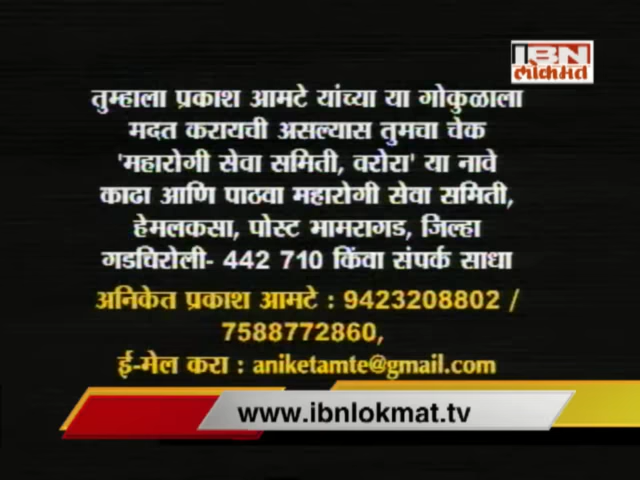 IBN
लोकमत
तुम्हाला प्रकाश आमटे यांच्या या गोकुळाला
मदत करायची असल्यास तुमचा चेक
'महारोगी सेवा समिती, वरोरा' या नावे
काढा आणि पाठवा महारोगी सेवा समिती,
हेमलकसा, पोस्ट भामरागड, जिल्हा
गडचिरोली- 442 710 किंवा संपर्क साधा
अनिकेत प्रकाश आमटे : 9423208802 /
7588772860,
ई-मेल करा : aniketamte@gmail.com
www.ibnlokmat.tv